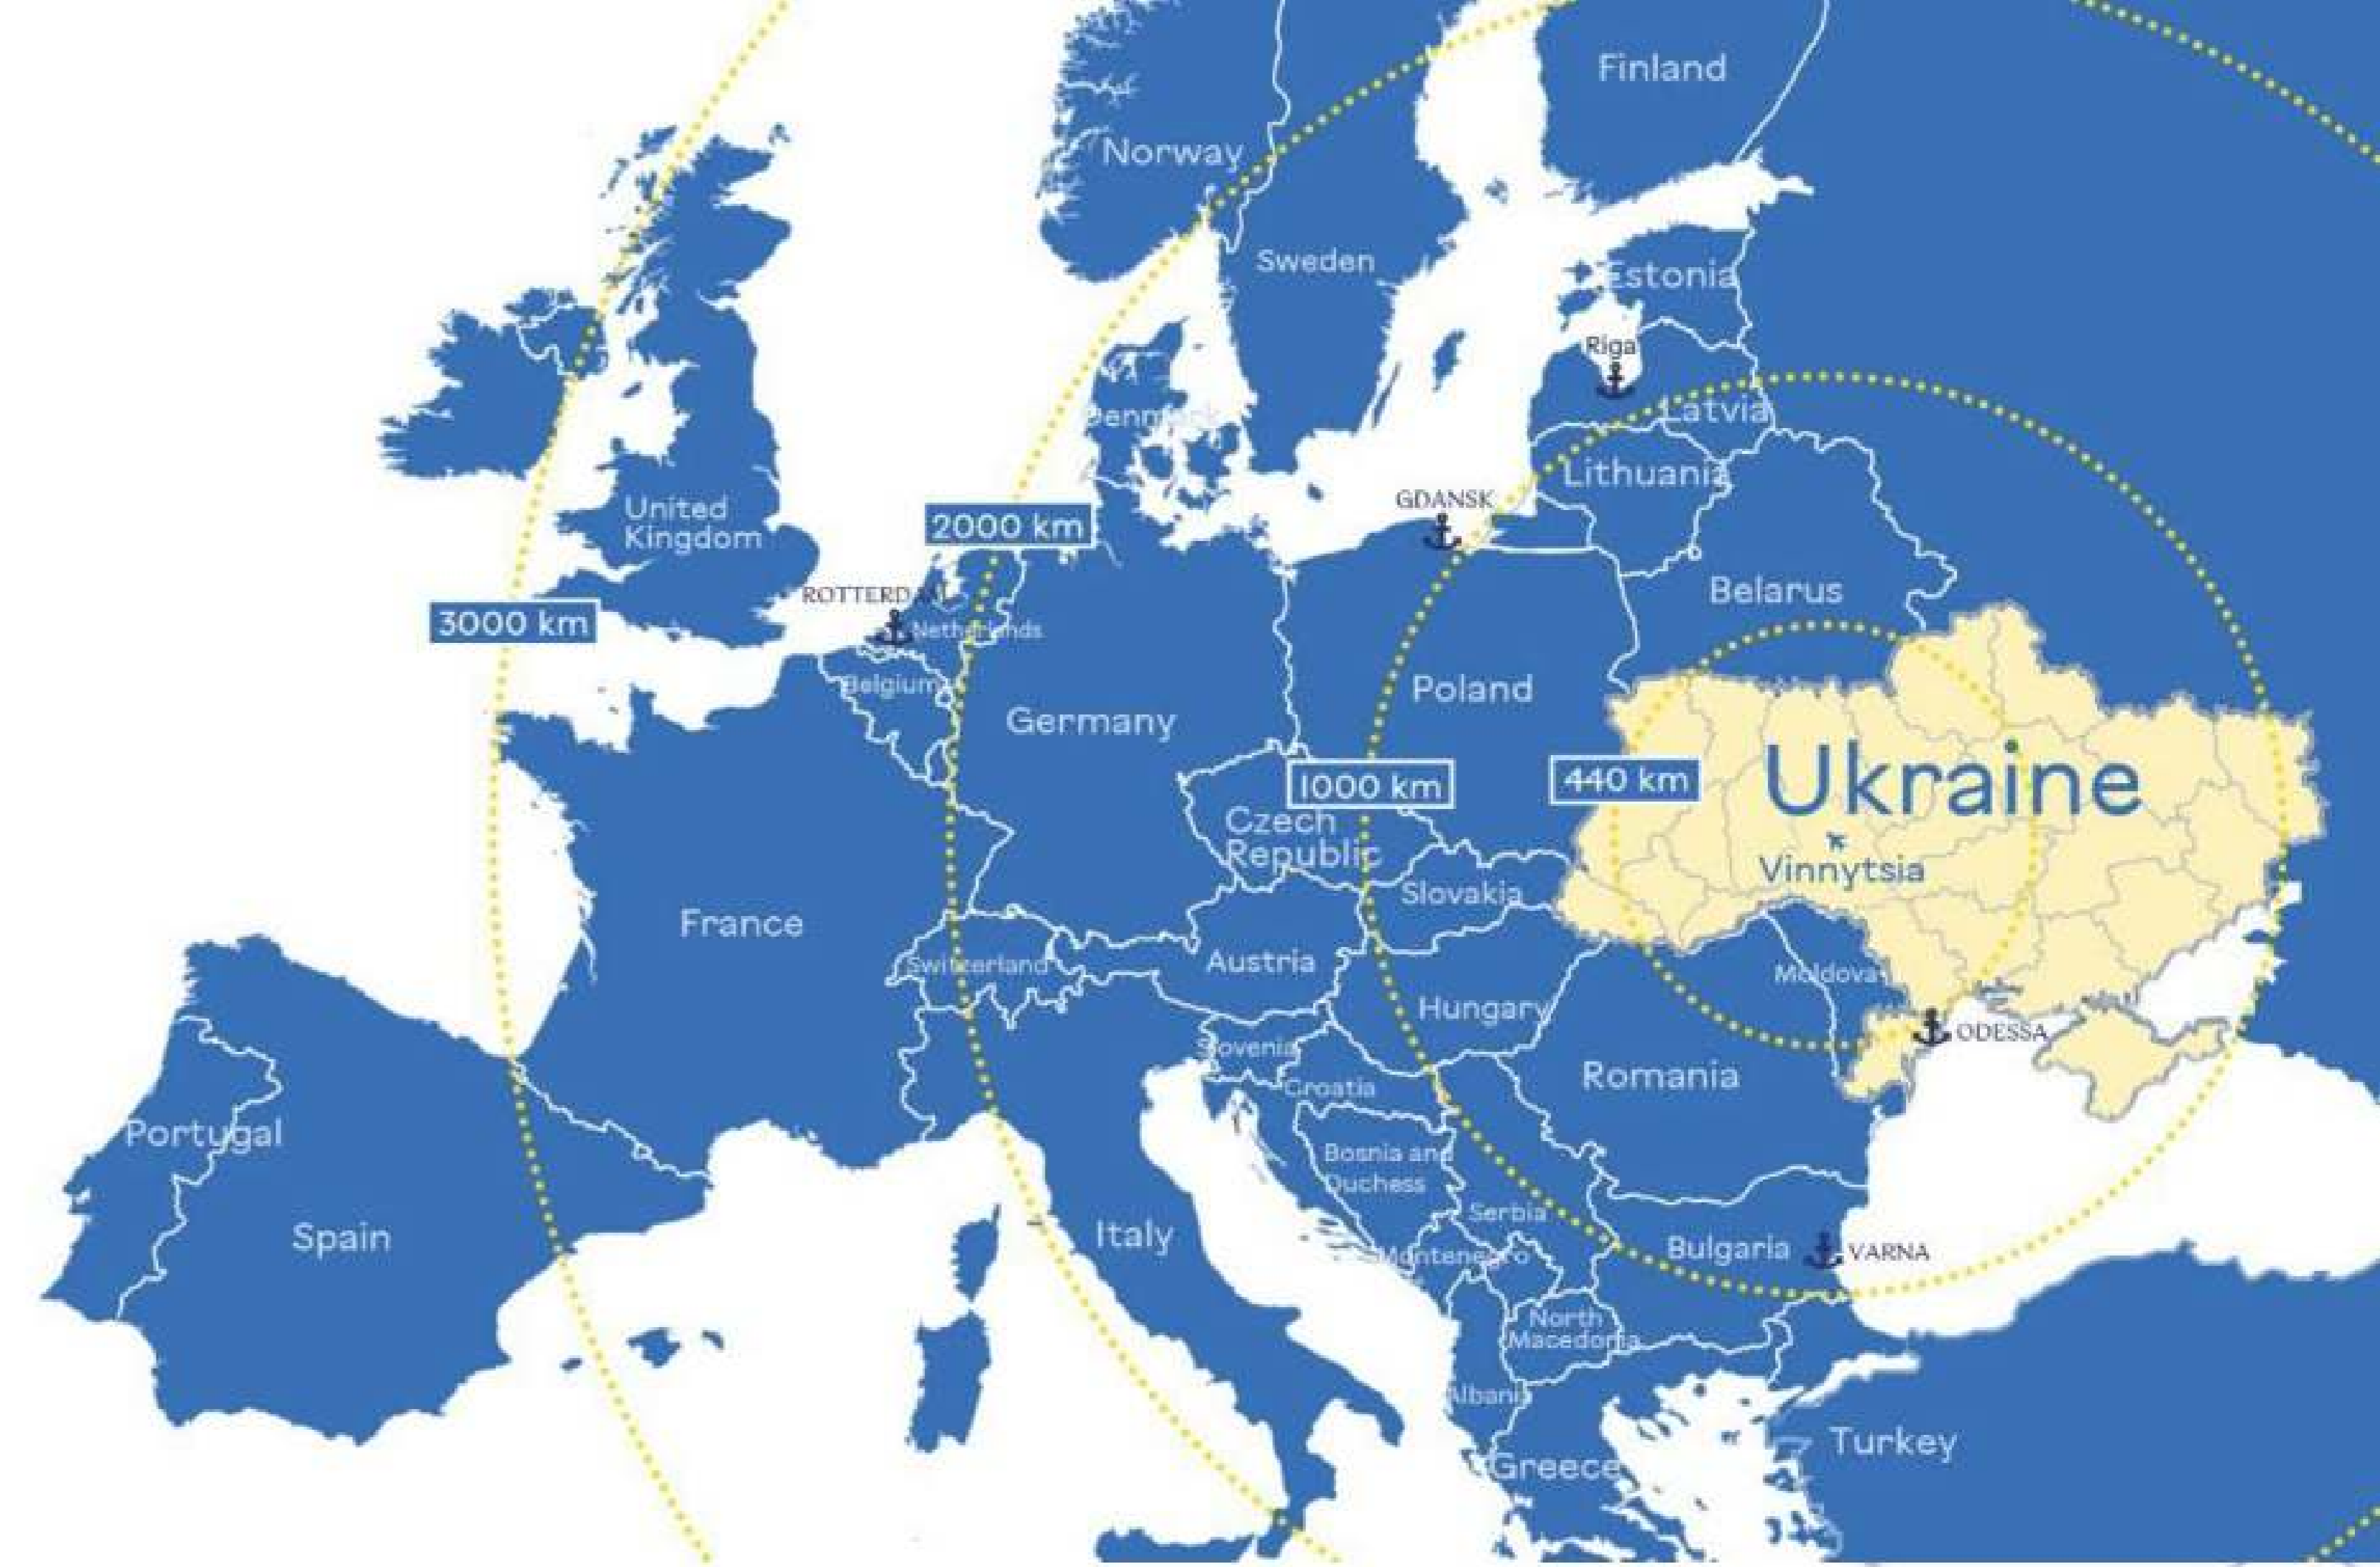 Finland
Norway
Sweden
Estonia
Riga
Latvia
Denmark
Lithuania
GDANSK
United
Kingdom
2000 km
ROTTERDAM
Belarus
3000 km
Netherlands
Belgium
Poland
Germany
Ukraine
1000 km
440 km
Czech
Republic
Vinnytsia
Slovakia
France
Switzerland
Austria
Moldova
Hungary
ODESSA
Slovenia
Romania
Croatia
Portugal
Bosnia and
Duchess
Serbia
Spain
Italy
Montenegro
Bulgaria
VARNA
North
Macedonia
Albani
Turkey
Greece